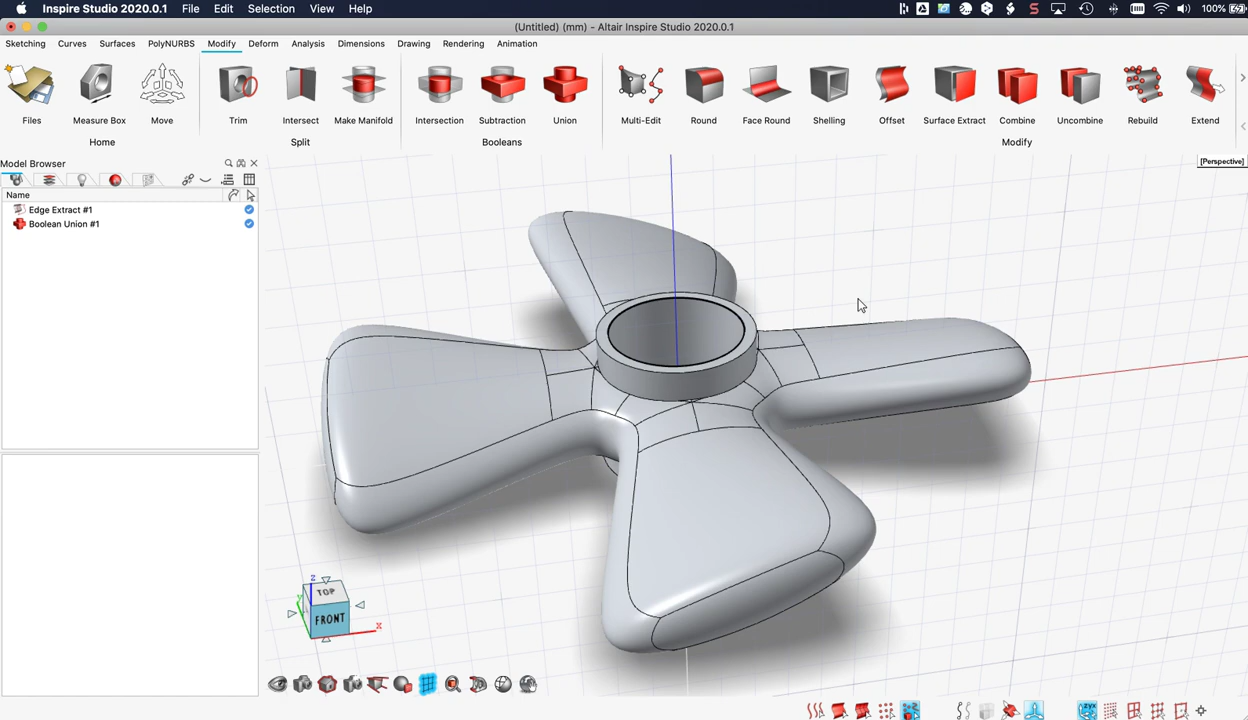 Inspire Studio 2020.0.1 File Edit Selection View Help 100%
(Untitled) (mm) - Altair Inspire Studio 2020.0.1
Sketching Curves Surfaces PolyNURBS Modify Deform Analysis Dimensions Drawing Rendering Animation
Files Measure Box Move Trim Intersect Make Manifold Intersection Subtraction Union Multi-Edit Round Face Round Shelling Offset Surface Extract Combine Uncombine Rebuild Extend
Home Split Booleans Modify
Model Browser
[Perspective]
Name
Edge Extract #1
Boolean Union #1
Z
TOP
Y
FRONT
X